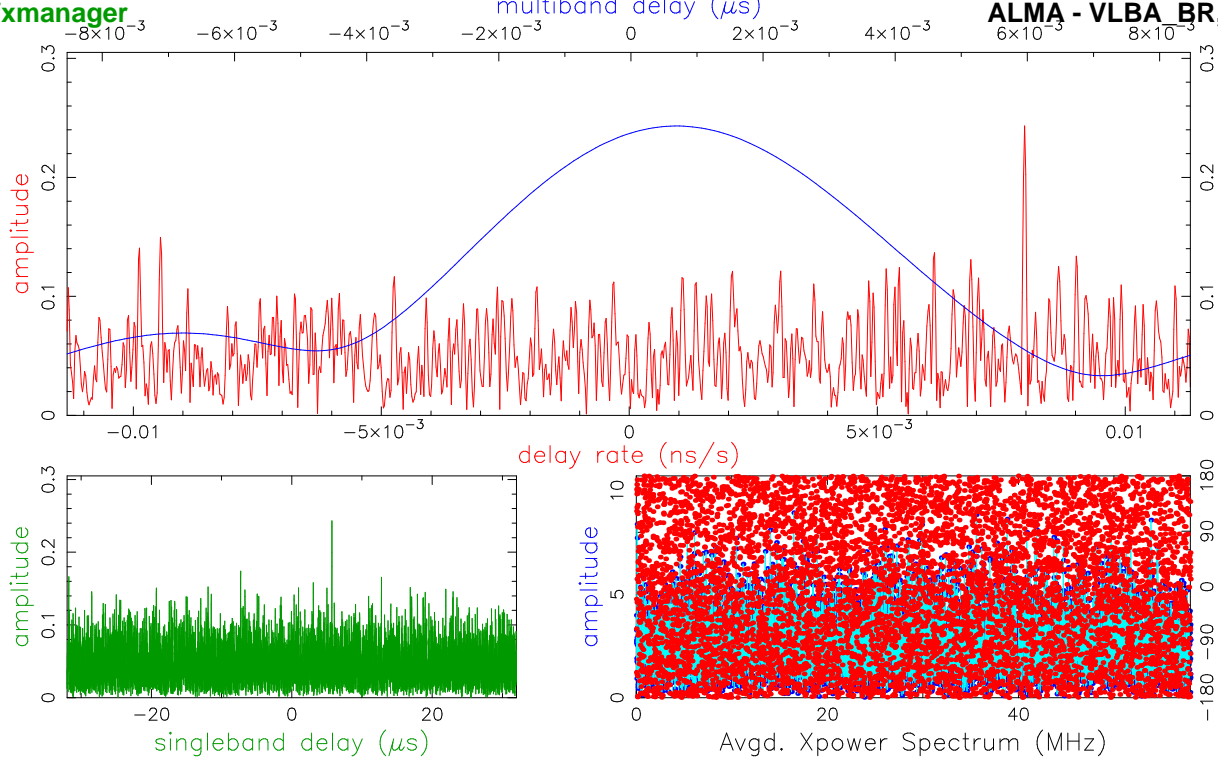 multiband delay (μs)
xmanager
ALMA - VLBA_BR
−8×10⁻³ −6×10⁻³ −4×10⁻³ −2×10⁻³ 0 2×10⁻³ 4×10⁻³ 6×10⁻³ 8×10⁻³
0.3 0.3
0.2 0.2
amplitude
0.1 0.1
0 0
−0.01 −5×10⁻³ 0 5×10⁻³ 0.01
delay rate (ns/s)
0.3 10 180
0.2 90
amplitude amplitude
5 0
0.1 −90
0 0 −180
−20 0 20 0 20 40
singleband delay (μs) Avgd. Xpower Spectrum (MHz)